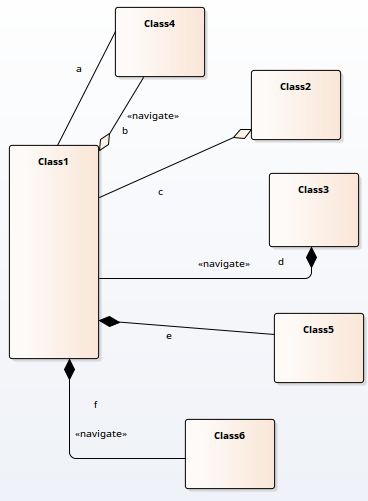 Class4
a
«navigate»
b
Class2
Class1
c
Class3
«navigate»
d
Class5
e
f
«navigate»
Class6